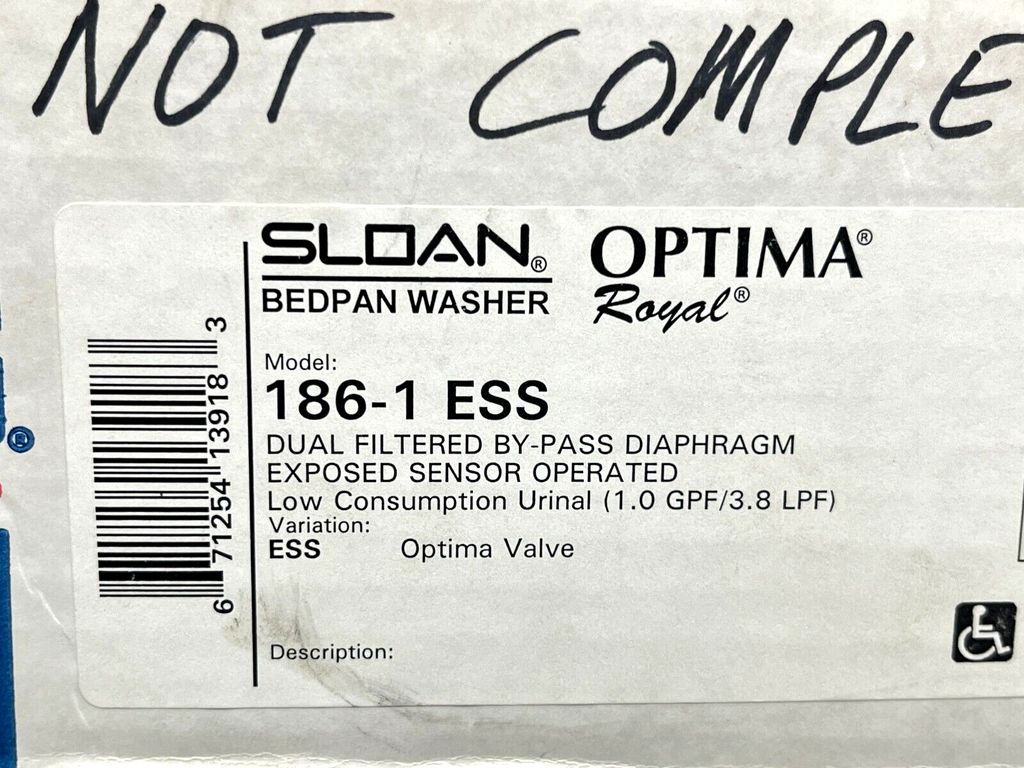 NOT COMPLE
SLOAN® OPTIMA®
BEDPAN WASHER Royal®
Model:
186-1 ESS
DUAL FILTERED BY-PASS DIAPHRAGM
EXPOSED SENSOR OPERATED
Low Consumption Urinal (1.0 GPF/3.8 LPF)
Variation:
ESS Optima Valve
Description:
6 71254 13918 3
®